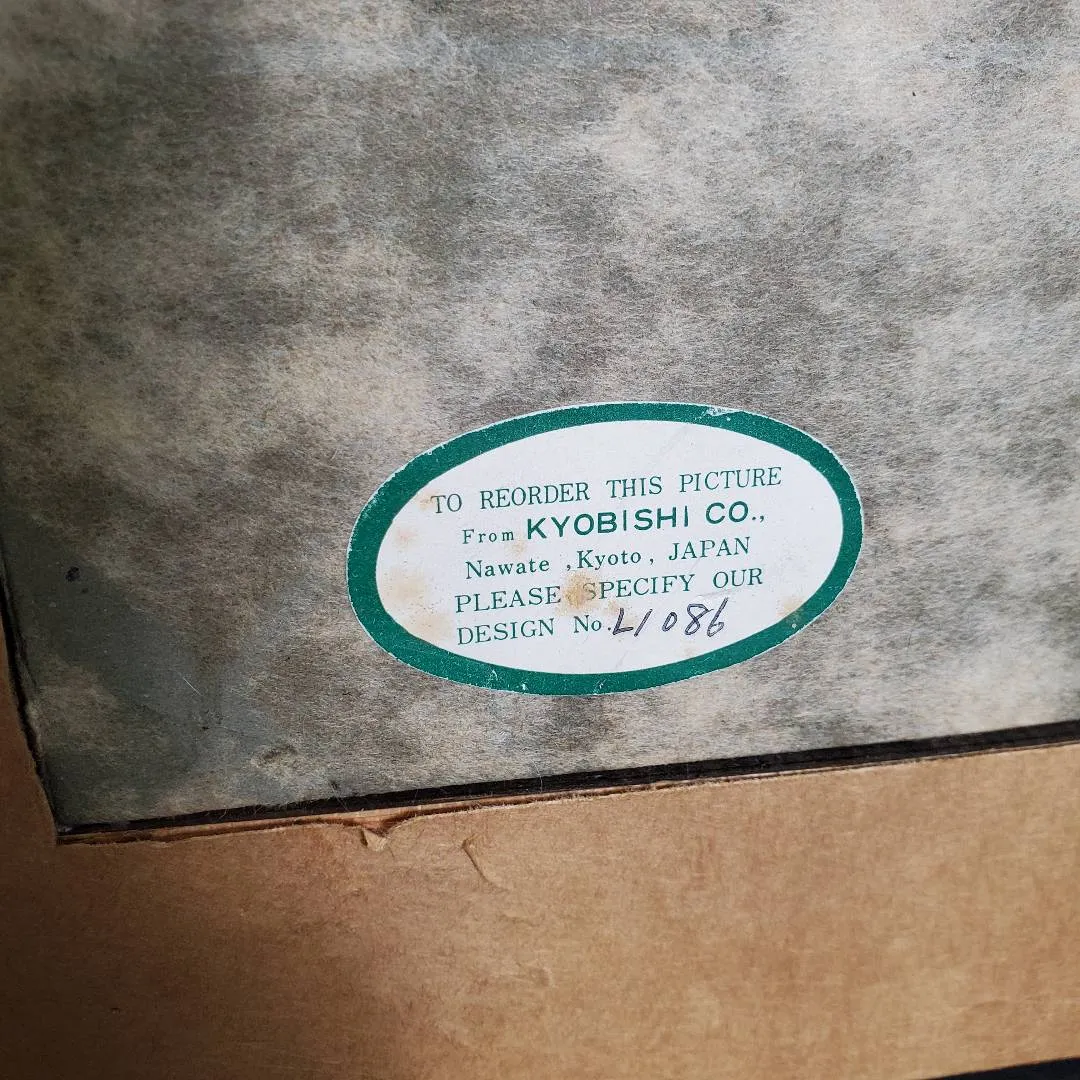 TO REORDER THIS PICTURE
From KYOBISHI CO.,
Nawate , Kyoto , JAPAN
PLEASE SPECIFY OUR
DESIGN No. L1086